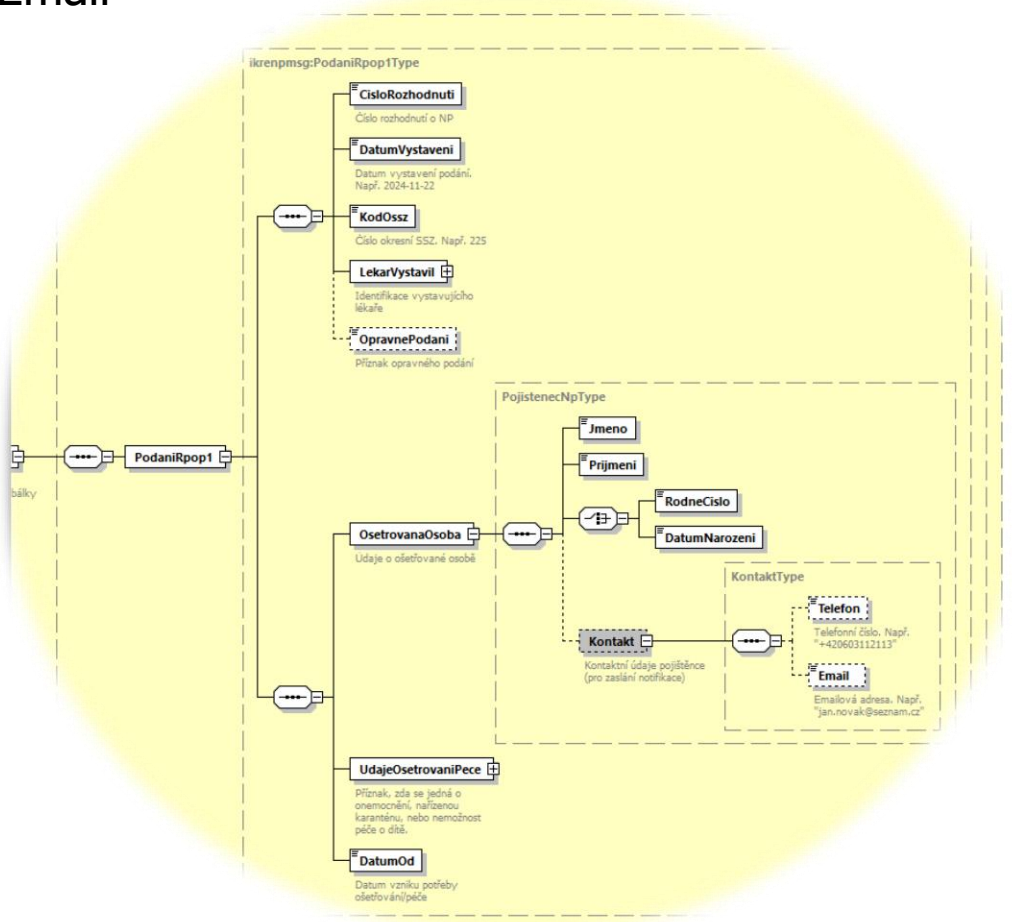 Email
ikrenpmsg:PodaniRpop1Type
CisloRozhodnuti
Číslo rozhodnutí o NP
DatumVystaveni
Datum vystavení podání.
Např. 2024-11-22
KodOssz
Číslo okresní SSZ. Např. 225
LekarVystavil
Identifikace vystavujícího
lékaře
OpravnePodani
Příznak opravného podání
PojistenecNpType
Jmeno
Prijmeni
PodaniRpop1
bálky
RodneCislo
OsetrovanaOsoba
DatumNarozeni
Udaje o ošetřované osobě
KontaktType
Telefon
Telefonní číslo. Např.
"+420603112113"
Kontakt
Kontaktní údaje pojištěnce
(pro zaslání notifikace)
Email
Emailová adresa. Např.
"jan.novak@seznam.cz"
UdajeOsetrovaniPece
Příznak, zda se jedná o
onemocnění, nařízenou
karanténu, nebo nemožnost
péče o dítě.
DatumOd
Datum vzniku potřeby
ošetřování/péče